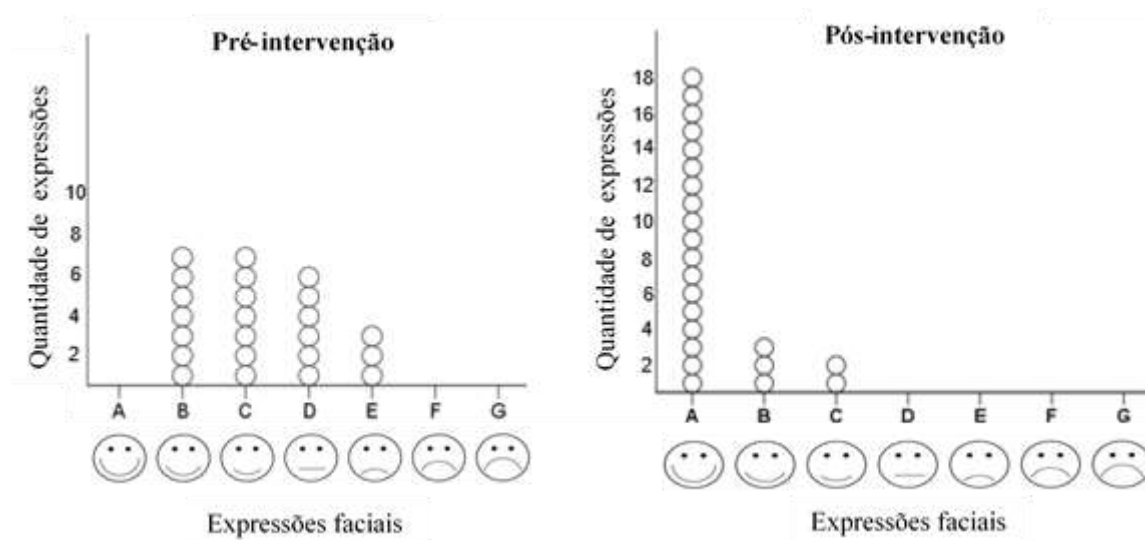 Pré-intervenção
Quantidade de expressões
10
8
6
4
2
A B C D E F G
Expressões faciais
Pós-intervenção
Quantidade de expressões
18
16
14
12
10
8
6
4
2
A B C D E F G
Expressões faciais